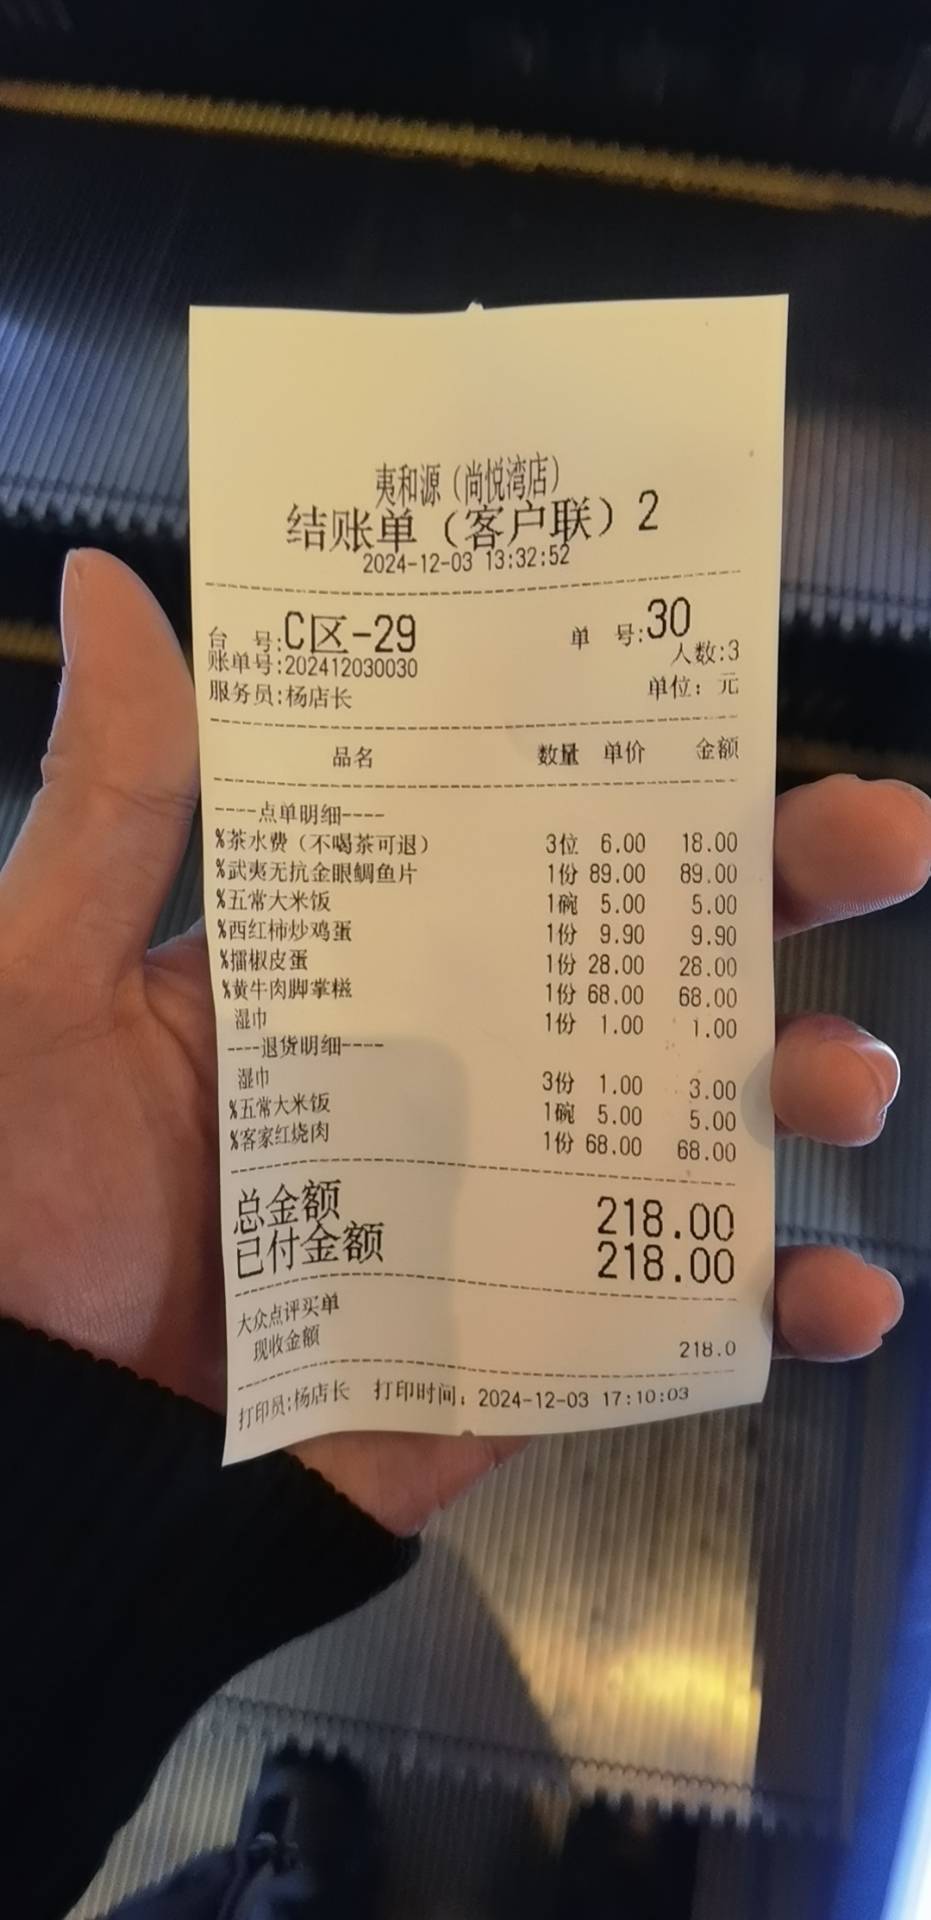 夷和源（尚悦湾店）
结账单（客户联）2
2024-12-03 13:32:52
台 号:C区-29 单 号:30
账单号:202412030030 人数:3
服务员:杨店长 单位: 元
品名 数量 单价 金额
----点单明细----
%茶水费（不喝茶可退） 3位 6.00 18.00
%武夷无抗金眼鲷鱼片 1份 89.00 89.00
%五常大米饭 1碗 5.00 5.00
%西红柿炒鸡蛋 1份 9.90 9.90
%擂椒皮蛋 1份 28.00 28.00
%黄牛肉脚掌糍 1份 68.00 68.00
湿巾 1份 1.00 1.00
----退货明细----
湿巾 3份 1.00 3.00
%五常大米饭 1碗 5.00 5.00
%客家红烧肉 1份 68.00 68.00
总金额 218.00
已付金额 218.00
大众点评买单
现收金额 218.0
打印员:杨店长 打印时间: 2024-12-03 17:10:03